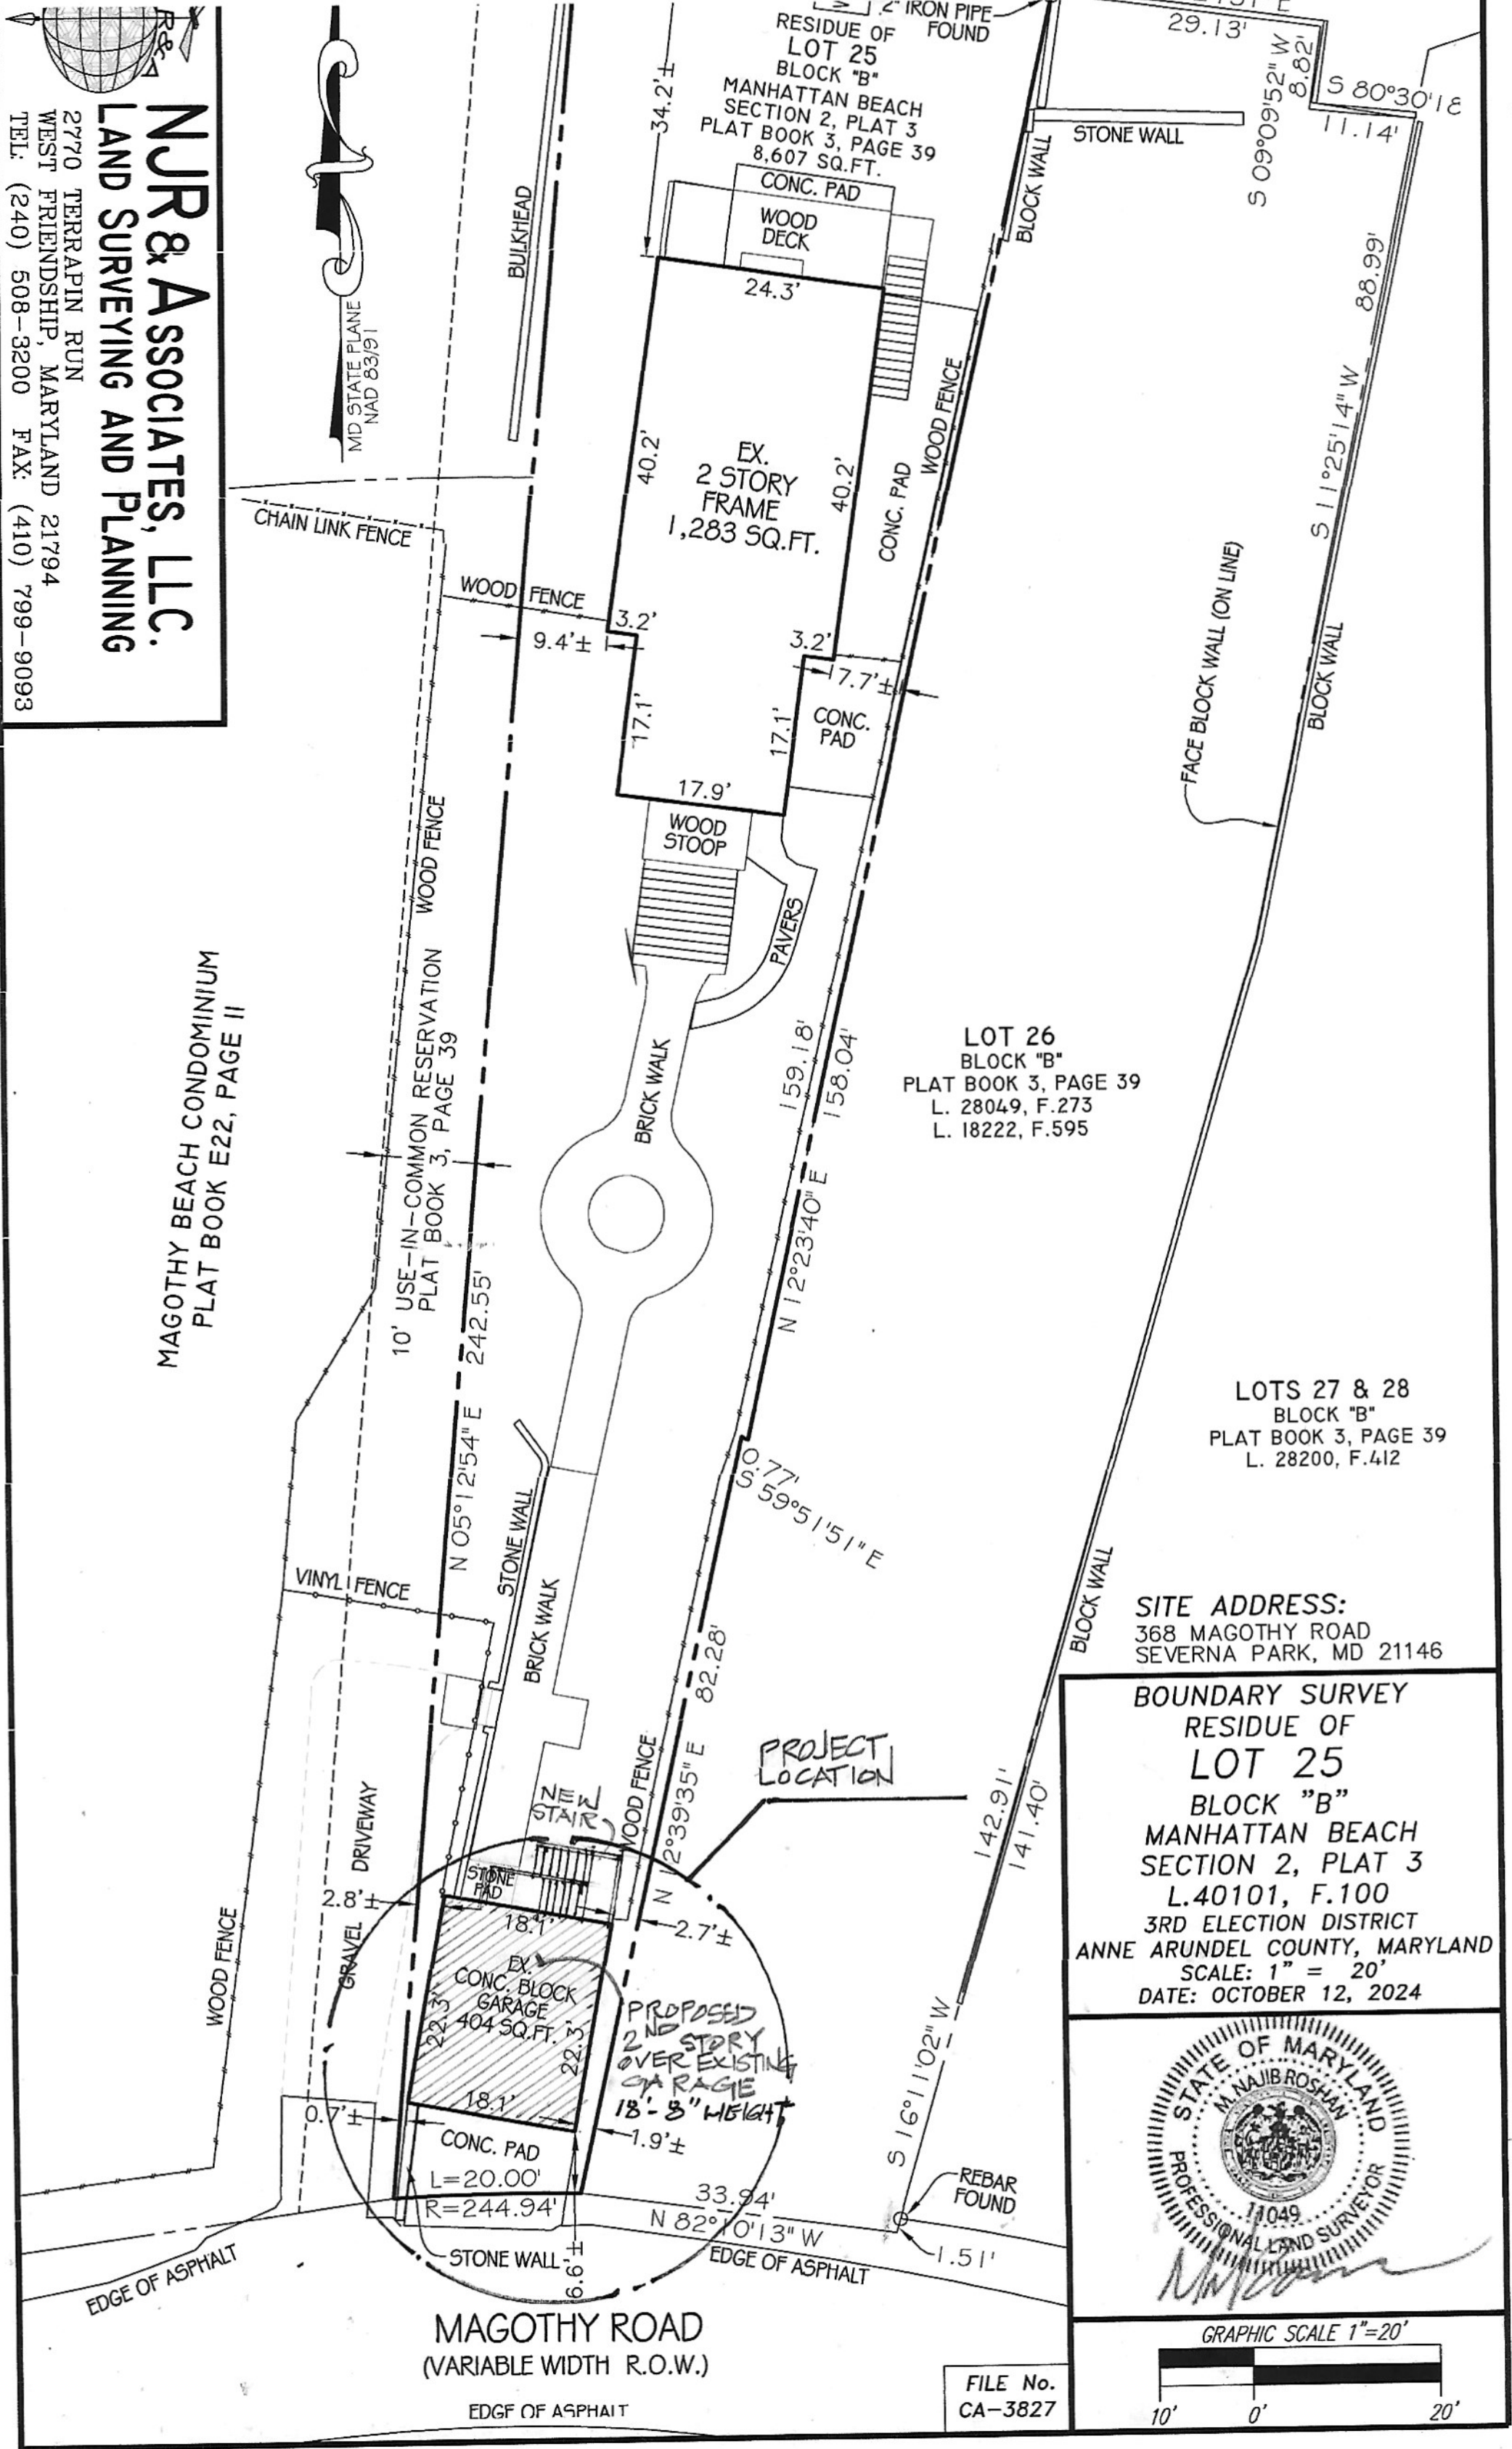 NJR & ASSOCIATES, LLC.
LAND SURVEYING AND PLANNING
2770 TERRAPIN RUN
WEST FRIENDSHIP, MARYLAND 21794
TEL: (240) 508-3200 FAX: (410) 799-9093
MD STATE PLANE
NAD 83/91
34.2'±
RESIDUE OF
LOT 25
BLOCK "B"
MANHATTAN BEACH
SECTION 2, PLAT 3
PLAT BOOK 3, PAGE 39
8,607 SQ.FT.
IRON PIPE
FOUND
29.13'
S 09°09'52" W
8.82'
S 80°30'18
11.14'
STONE WALL
BLOCK WALL
CONC. PAD
WOOD
DECK
BULKHEAD
24.3'
40.2'
EX.
2 STORY
FRAME
1,283 SQ.FT.
40.2'
CONC. PAD
WOOD FENCE
S 11°25'14" W
88.99'
CHAIN LINK FENCE
WOOD FENCE
FACE BLOCK WALL (ON LINE)
BLOCK WALL
3.2'
9.4'±
3.2'
7.7'±
17.1'
17.1'
CONC.
PAD
17.9'
WOOD
STOOP
WOOD FENCE
PAVERS
MAGOTHY BEACH CONDOMINIUM
PLAT BOOK E22, PAGE 11
10' USE-IN-COMMON RESERVATION
PLAT BOOK 3, PAGE 39
BRICK WALK
159.18'
158.04'
LOT 26
BLOCK "B"
PLAT BOOK 3, PAGE 39
L. 28049, F.273
L. 18222, F.595
N 12°23'40" E
N 05°12'54" E 242.55'
LOTS 27 & 28
BLOCK "B"
PLAT BOOK 3, PAGE 39
L. 28200, F.412
0.77'
S 59°51'51" E
STONE WALL
VINYL FENCE
BRICK WALK
BLOCK WALL
82.28'
SITE ADDRESS:
368 MAGOTHY ROAD
SEVERNA PARK, MD 21146
BOUNDARY SURVEY
RESIDUE OF
LOT 25
BLOCK "B"
MANHATTAN BEACH
SECTION 2, PLAT 3
L.40101, F.100
3RD ELECTION DISTRICT
ANNE ARUNDEL COUNTY, MARYLAND
SCALE: 1" = 20'
DATE: OCTOBER 12, 2024
PROJECT
LOCATION
NEW
STAIR
WOOD FENCE
N 2°39'35" E
142.91'
141.40'
GRAVEL DRIVEWAY
WOOD FENCE
STONE
PAD
2.8'±
18.1'
2.7'±
EX.
CONC. BLOCK
GARAGE
404 SQ.FT.
22.3'
22.3'
PROPOSED
2ND STORY
OVER EXISTING
GARAGE
18'-8" HEIGHT
18.1'
0.7'±
1.9'±
CONC. PAD
L=20.00'
R=244.94'
STONE WALL
6.6'±
33.94'
N 82°10'13" W
S 16°11'02" W
REBAR
FOUND
1.51'
EDGE OF ASPHALT
EDGE OF ASPHALT
MAGOTHY ROAD
(VARIABLE WIDTH R.O.W.)
EDGE OF ASPHALT
STATE OF MARYLAND
M. NAJIB ROSHAN
11049
PROFESSIONAL LAND SURVEYOR
FILE No.
CA-3827
GRAPHIC SCALE 1"=20'
10' 0' 20'